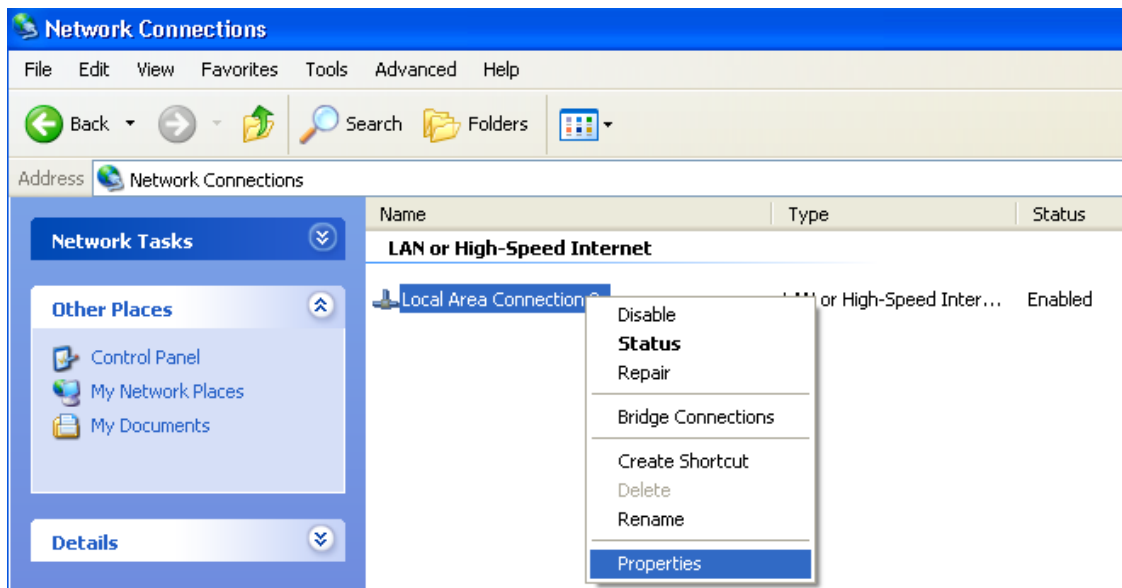 Network Connections
File Edit View Favorites Tools Advanced Help
Back Search Folders
Address Network Connections
Name Type Status
Network Tasks
LAN or High-Speed Internet
Other Places
Local Area Connection or High-Speed Inter... Enabled
Disable
Status
Control Panel
Repair
My Network Places
Bridge Connections
My Documents
Create Shortcut
Delete
Rename
Details
Properties